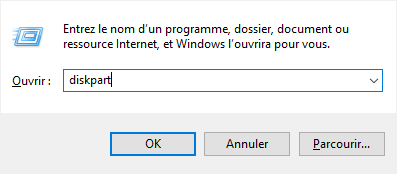 Entrez le nom d'un programme, dossier, document ou
ressource Internet, et Windows l'ouvrira pour vous.
Ouvrir : diskpart
OK Annuler Parcourir...